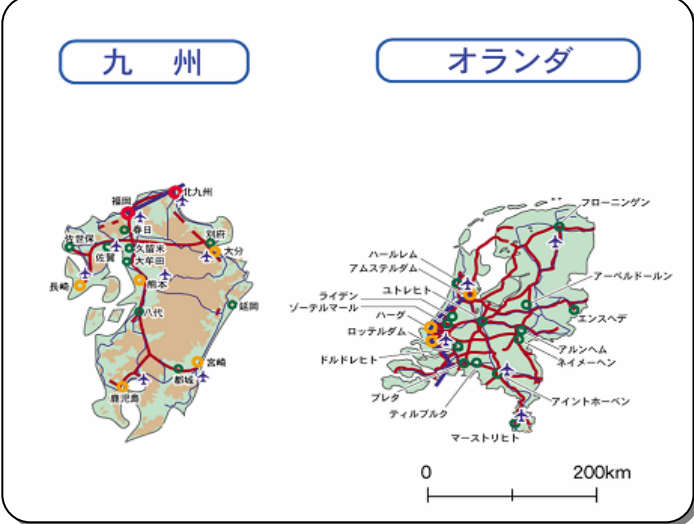 九 州
オランダ
北九州
福岡
春日
別府
佐世保
佐賀
久留米
大分
大牟田
長崎
熊本
延岡
八代
宮崎
都城
鹿児島
フローニンゲン
ハールレム
アムステルダム
アーペルドールン
ユトレヒト
ライデン
ゾーテルマール
エンスヘデ
ハーグ
ロッテルダム
アルンヘム
ドルドレヒト
ネイメーヘン
ブレダ
アイントホーベン
ティルブルク
マーストリヒト
0 200km